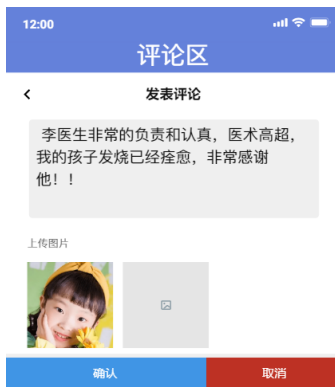 12:00
评论区
发表评论
李医生非常的负责和认真，医术高超，
我的孩子发烧已经痊愈，非常感谢
他！！
上传图片
确认 取消